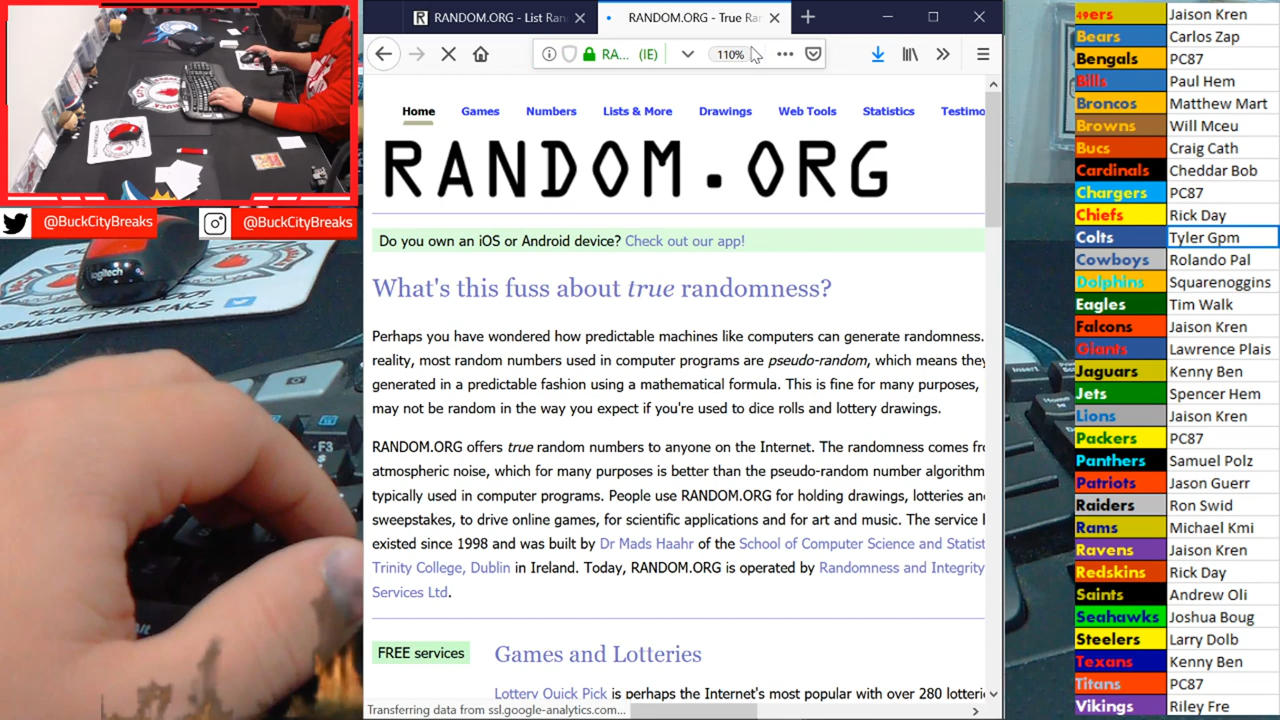 RANDOM.ORG - List Ran
RANDOM.ORG - True Ra
RA... (IE)
110%
Home
Games
Numbers
Lists & More
Drawings
Web Tools
Statistics
Testimo
RANDOM.ORG
Do you own an iOS or Android device? Check out our app!
What's this fuss about true randomness?
Perhaps you have wondered how predictable machines like computers can generate randomness.
rality, most random numbers used in computer programs are pseudo-random, which means they
generated in a predictable fashion using a mathematical formula. This is fine for many purposes,
may not be random in the way you expect if you're used to dice rolls and lottery drawings.
RANDOM.ORG offers true random numbers to anyone on the Internet. The randomness comes fr
atmospheric noise, which for many purposes is better than the pseudo-random number algorithm
typically used in computer programs. People use RANDOM.ORG for holding drawings, lotteries an
sweepstakes, to drive online games, for scientific applications and for art and music. The service
existed since 1998 and was built by Dr Mads Haahr of the School of Computer Science and Statist
Trinity College, Dublin in Ireland. Today, RANDOM.ORG is operated by Randomness and Integrity
Services Ltd.
FREE services
Games and Lotteries
Lottery Quick Pick is perhaps the Internet's most popular with over 280 lotteri
Transferring data from ssl.google-analytics.com...
@BuckCityBreaks
@BuckCityBreaks
logitech
F3
Insert
Home
49ers Jaison Kren
Bears Carlos Zap
Bengals PC87
Bills Paul Hem
Broncos Matthew Mart
Browns Will Mceu
Bucs Craig Cath
Cardinals Cheddar Bob
Chargers PC87
Chiefs Rick Day
Colts Tyler Gpm
Cowboys Rolando Pal
Dolphins Squarenoggins
Eagles Tim Walk
Falcons Jaison Kren
Giants Lawrence Plais
Jaguars Kenny Ben
Jets Spencer Hem
Lions Jaison Kren
Packers PC87
Panthers Samuel Polz
Patriots Jason Guerr
Raiders Ron Swid
Rams Michael Kmi
Ravens Jaison Kren
Redskins Rick Day
Saints Andrew Oli
Seahawks Joshua Boug
Steelers Larry Dolb
Texans Kenny Ben
Titans PC87
Vikings Riley Fre